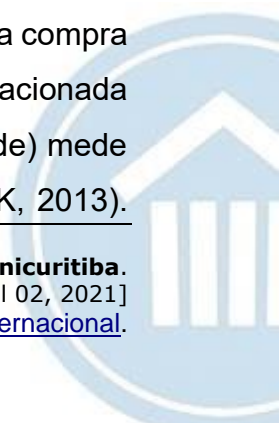 a compra
acionada
de) mede
K, 2013).
nicuritiba.
l 02, 2021]
ernacional.